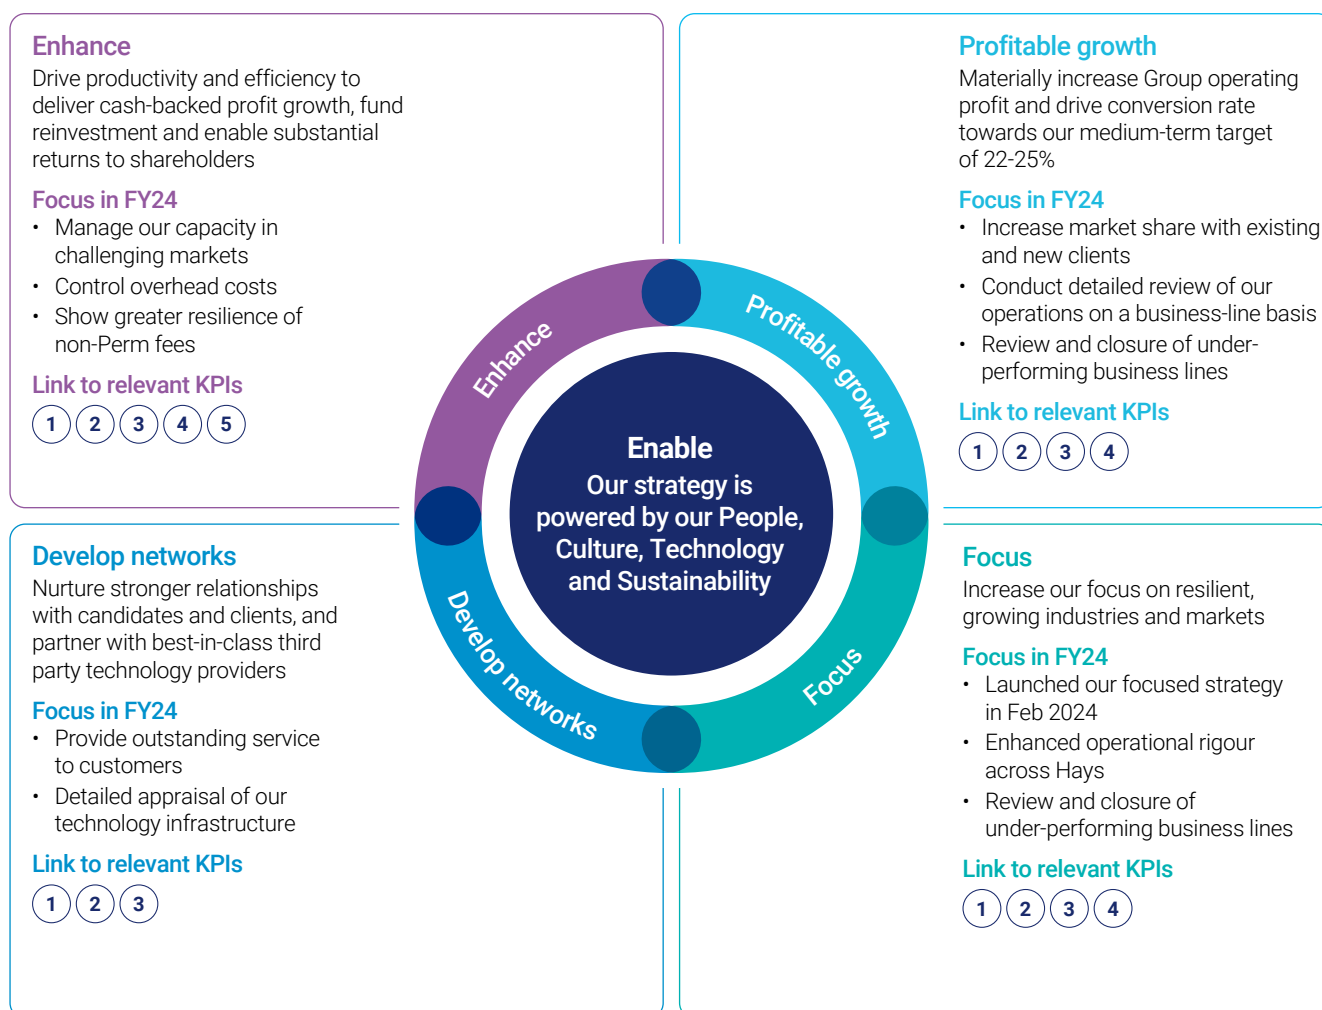 Enhance
Drive productivity and efficiency to
deliver cash-backed profit growth, fund
reinvestment and enable substantial
returns to shareholders
Focus in FY24
• Manage our capacity in
challenging markets
• Control overhead costs
• Show greater resilience of
non-Perm fees
Link to relevant KPIs
1 2 3 4 5
Profitable growth
Materially increase Group operating
profit and drive conversion rate
towards our medium-term target
of 22-25%
Focus in FY24
• Increase market share with existing
and new clients
• Conduct detailed review of our
operations on a business-line basis
• Review and closure of under-
performing business lines
Link to relevant KPIs
1 2 3 4
Enhance
Profitable growth
Enable
Our strategy is
powered by our People,
Culture, Technology
and Sustainability
Develop networks
Focus
Develop networks
Nurture stronger relationships
with candidates and clients, and
partner with best-in-class third
party technology providers
Focus in FY24
• Provide outstanding service
to customers
• Detailed appraisal of our
technology infrastructure
Link to relevant KPIs
1 2 3
Focus
Increase our focus on resilient,
growing industries and markets
Focus in FY24
• Launched our focused strategy
in Feb 2024
• Enhanced operational rigour
across Hays
• Review and closure of
under-performing business lines
Link to relevant KPIs
1 2 3 4